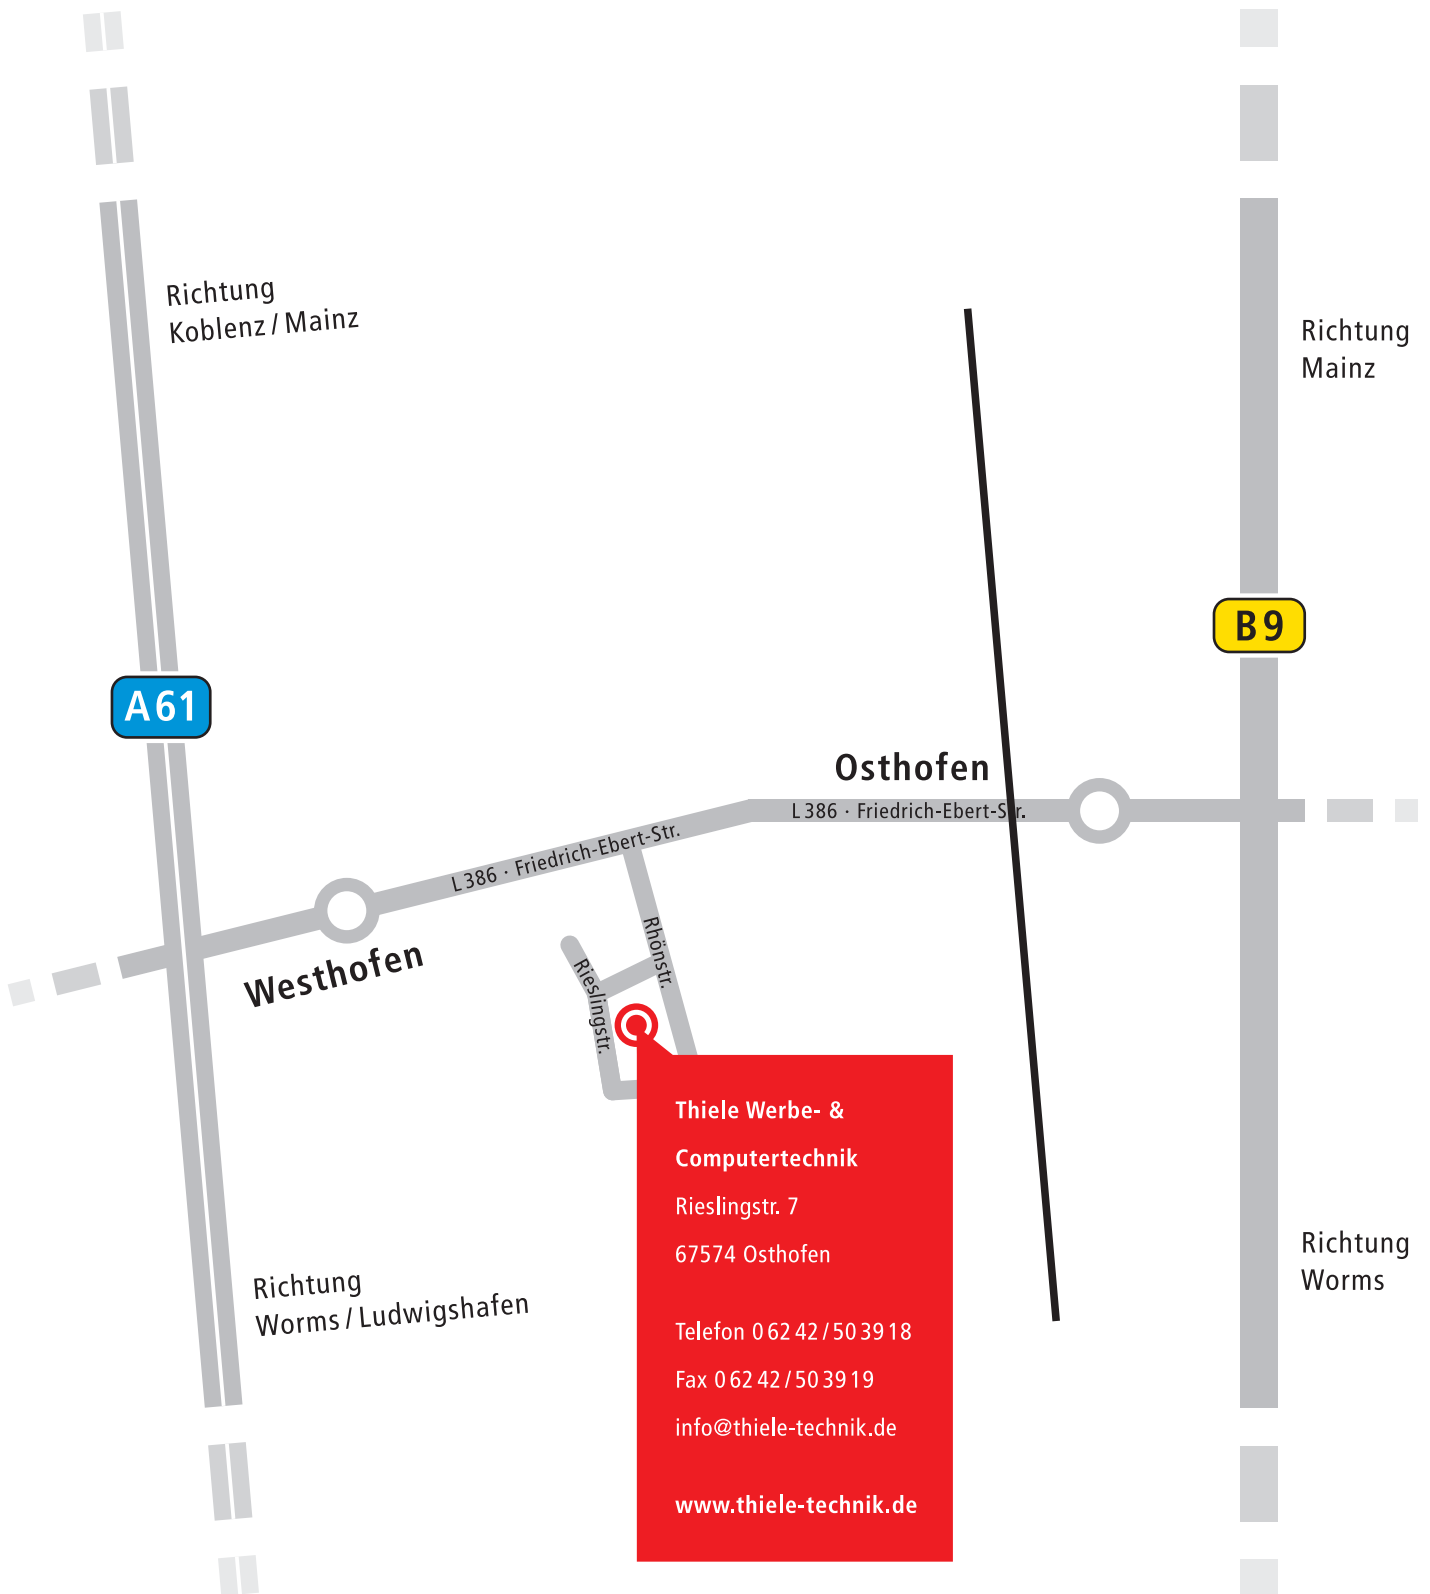 Richtung
Koblenz / Mainz
Richtung
Mainz
B 9
A 61
Osthofen
L 386 · Friedrich-Ebert-Str.
L 386 · Friedrich-Ebert-Str.
Westhofen
Rhönstr.
Rieslingstr.
Thiele Werbe- &
Computertechnik
Rieslingstr. 7
67574 Osthofen
Telefon 0 62 42 / 50 39 18
Fax 0 62 42 / 50 39 19
info@thiele-technik.de
www.thiele-technik.de
Richtung
Worms / Ludwigshafen
Richtung
Worms